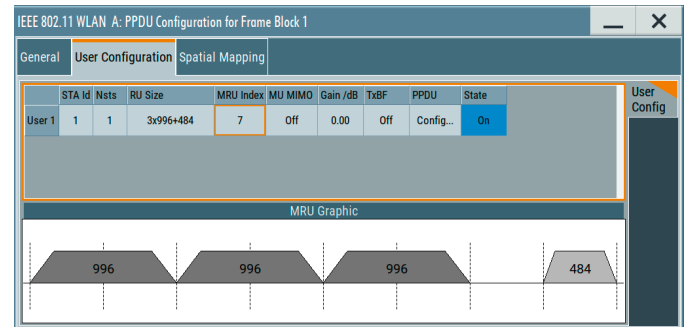 IEEE 802.11 WLAN A: PPDU Configuration for Frame Block 1
General User Configuration Spatial Mapping
STA Id Nsts RU Size MRU Index MU MIMO Gain /dB TxBF PPDU State
User 1 1 1 3x996+484 7 Off 0.00 Off Config... On
User
Config
MRU Graphic
996 996 996 484